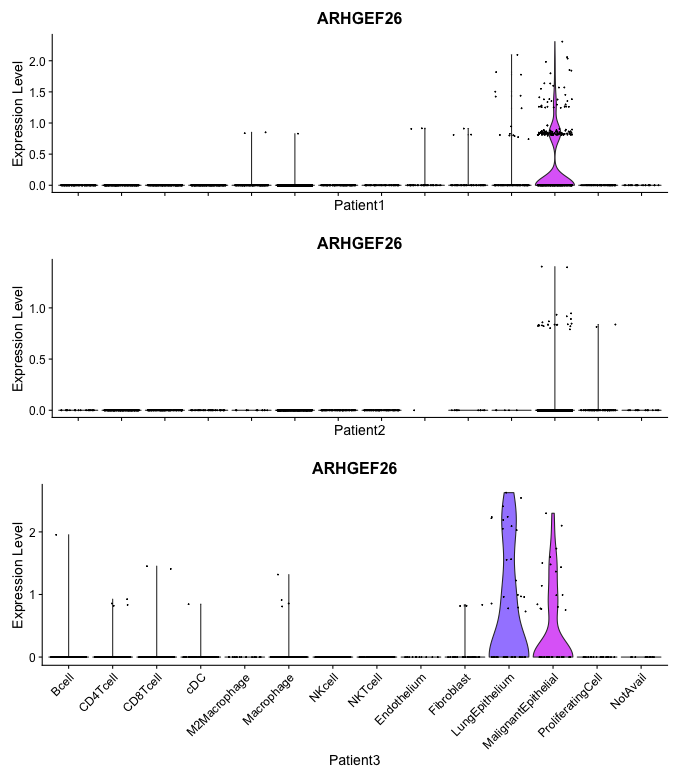 ARHGEF26
Expression Level
2.0
1.5
1.0
0.5
0.0
Patient1
ARHGEF26
Expression Level
1.0
0.5
0.0
Patient2
ARHGEF26
Expression Level
2
1
0
Bcell
CD4Tcell
CD8Tcell
cDC
M2Macrophage
Macrophage
NKcell
NKTcell
Endothelium
Fibroblast
LungEpithelium
MalignantEpithelial
ProliferatingCell
NotAvail
Patient3